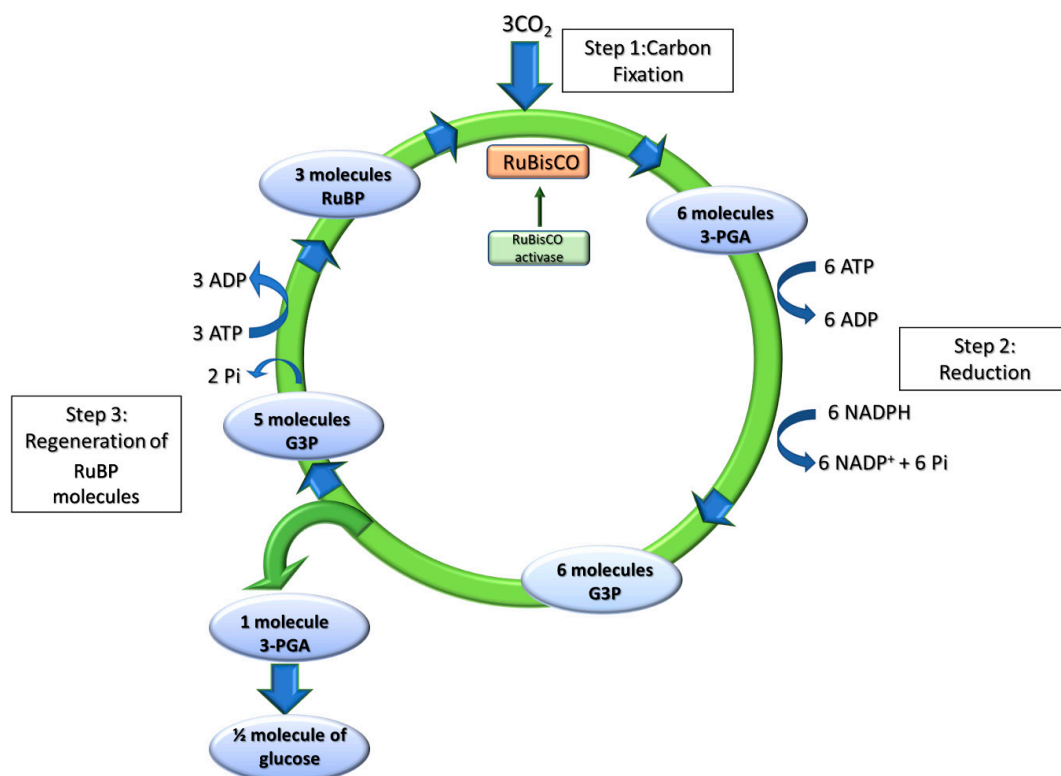 3CO₂
Step 1:Carbon
Fixation
RuBisCO
RuBisCO
activase
3 molecules
RuBP
6 molecules
3-PGA
6 ATP
6 ADP
Step 2:
Reduction
6 NADPH
6 NADP⁺ + 6 Pi
6 molecules
G3P
3 ADP
3 ATP
2 Pi
5 molecules
G3P
Step 3:
Regeneration of
RuBP
molecules
1 molecule
3-PGA
½ molecule of
glucose